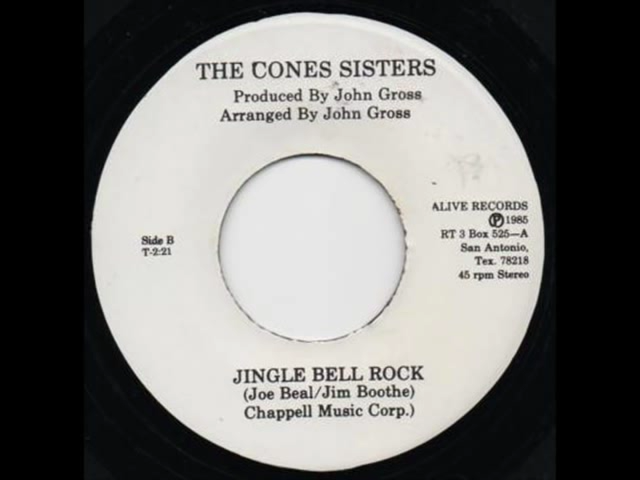 THE CONES SISTERS
Produced By John Gross
Arranged By John Gross
Side B
T-2:21
ALIVE RECORDS
Ⓟ1985
RT 3 Box 525—A
San Antonio,
Tex. 78218
45 rpm Stereo
JINGLE BELL ROCK
(Joe Beal/Jim Boothe)
Chappell Music Corp.)